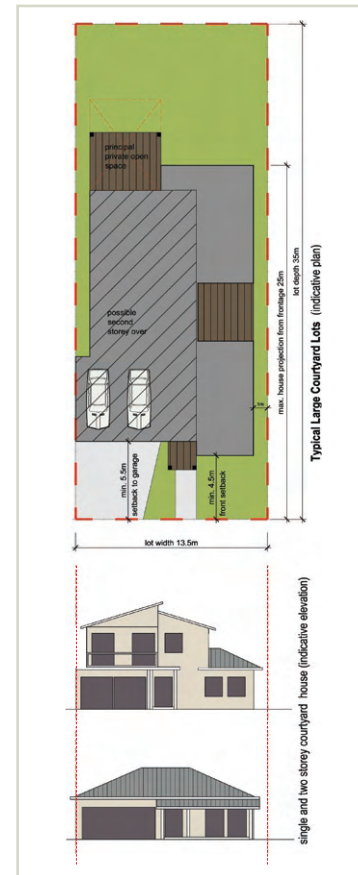 principal
private open
space
possible
second
storey over
min. 5.5m
setback to garage
min. 4.5m
front setback
max. house projection from frontage 25m
lot depth 35m
Typical Large Courtyard Lots (indicative plan)
lot width 13.5m
single and two storey courtyard house (indicative elevation)